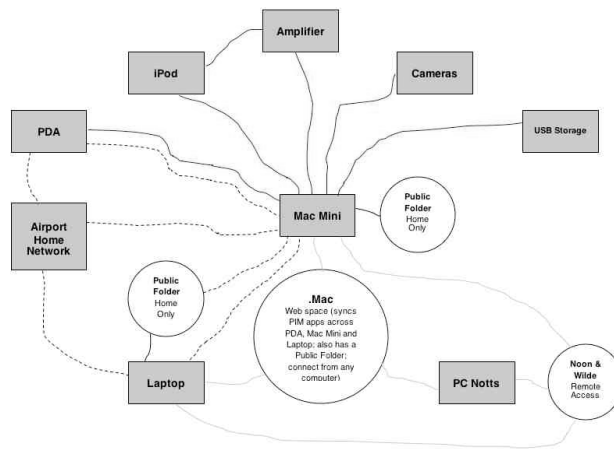 Amplifier
iPod
Cameras
PDA
USB Storage
Mac Mini
Public
Folder
Home
Only
Airport
Home
Network
Public
Folder
Home
Only
.Mac
Web space (syncs
PIM apps across
PDA, Mac Mini and
Laptop; also has a
Public Folder;
connect from any
computer)
Laptop
PC Notts
Noon &
Wilde
Remote
Access